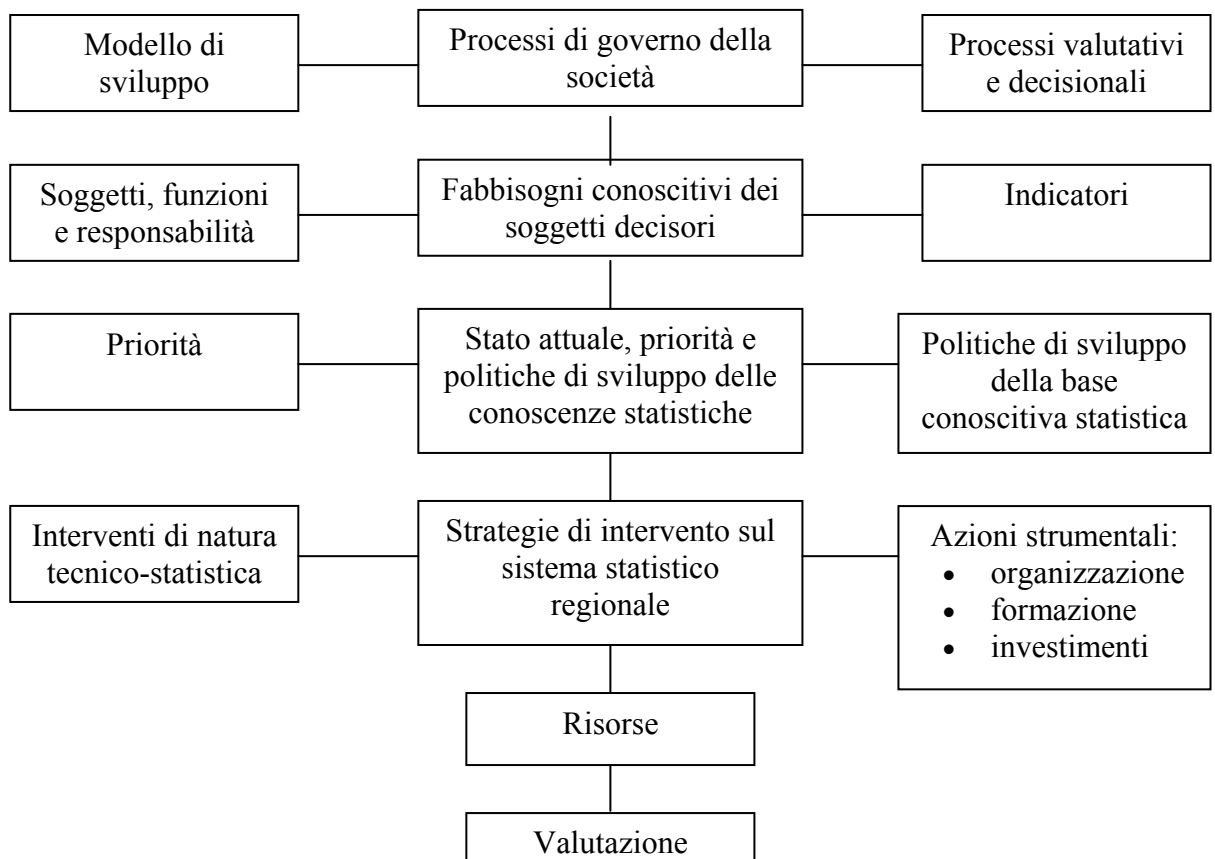 Modello di
sviluppo
Processi di governo della
società
Processi valutativi
e decisionali
Soggetti, funzioni
e responsabilità
Fabbisogni conoscitivi dei
soggetti decisori
Indicatori
Priorità
Stato attuale, priorità e
politiche di sviluppo delle
conoscenze statistiche
Politiche di sviluppo
della base
conoscitiva statistica
Interventi di natura
tecnico-statistica
Strategie di intervento sul
sistema statistico
regionale
Azioni strumentali:
• organizzazione
• formazione
• investimenti
Risorse
Valutazione